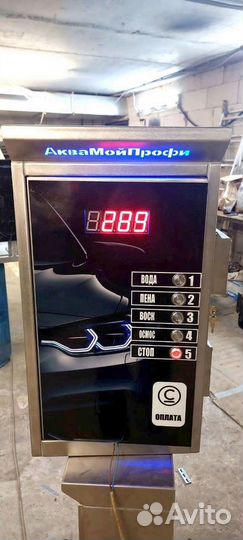 АкваМойПрофи
289
ВОДА 1
ПЕНА 2
ВОСК 3
ОСМОС 4
СТОП 5
ОПЛАТА
Avito